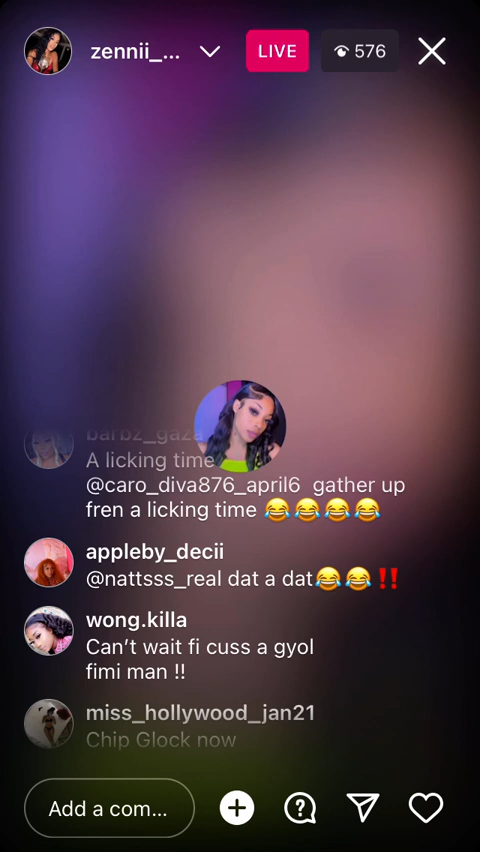 zennii_...
LIVE
576
barbz_gaza
A licking time
@caro_diva876_april6 gather up
fren a licking time 😂😂😂😂
appleby_decii
@nattsss_real dat a dat😂😂‼️
wong.killa
Can’t wait fi cuss a gyol
fimi man !!
miss_hollywood_jan21
Chip Glock now
Add a com...